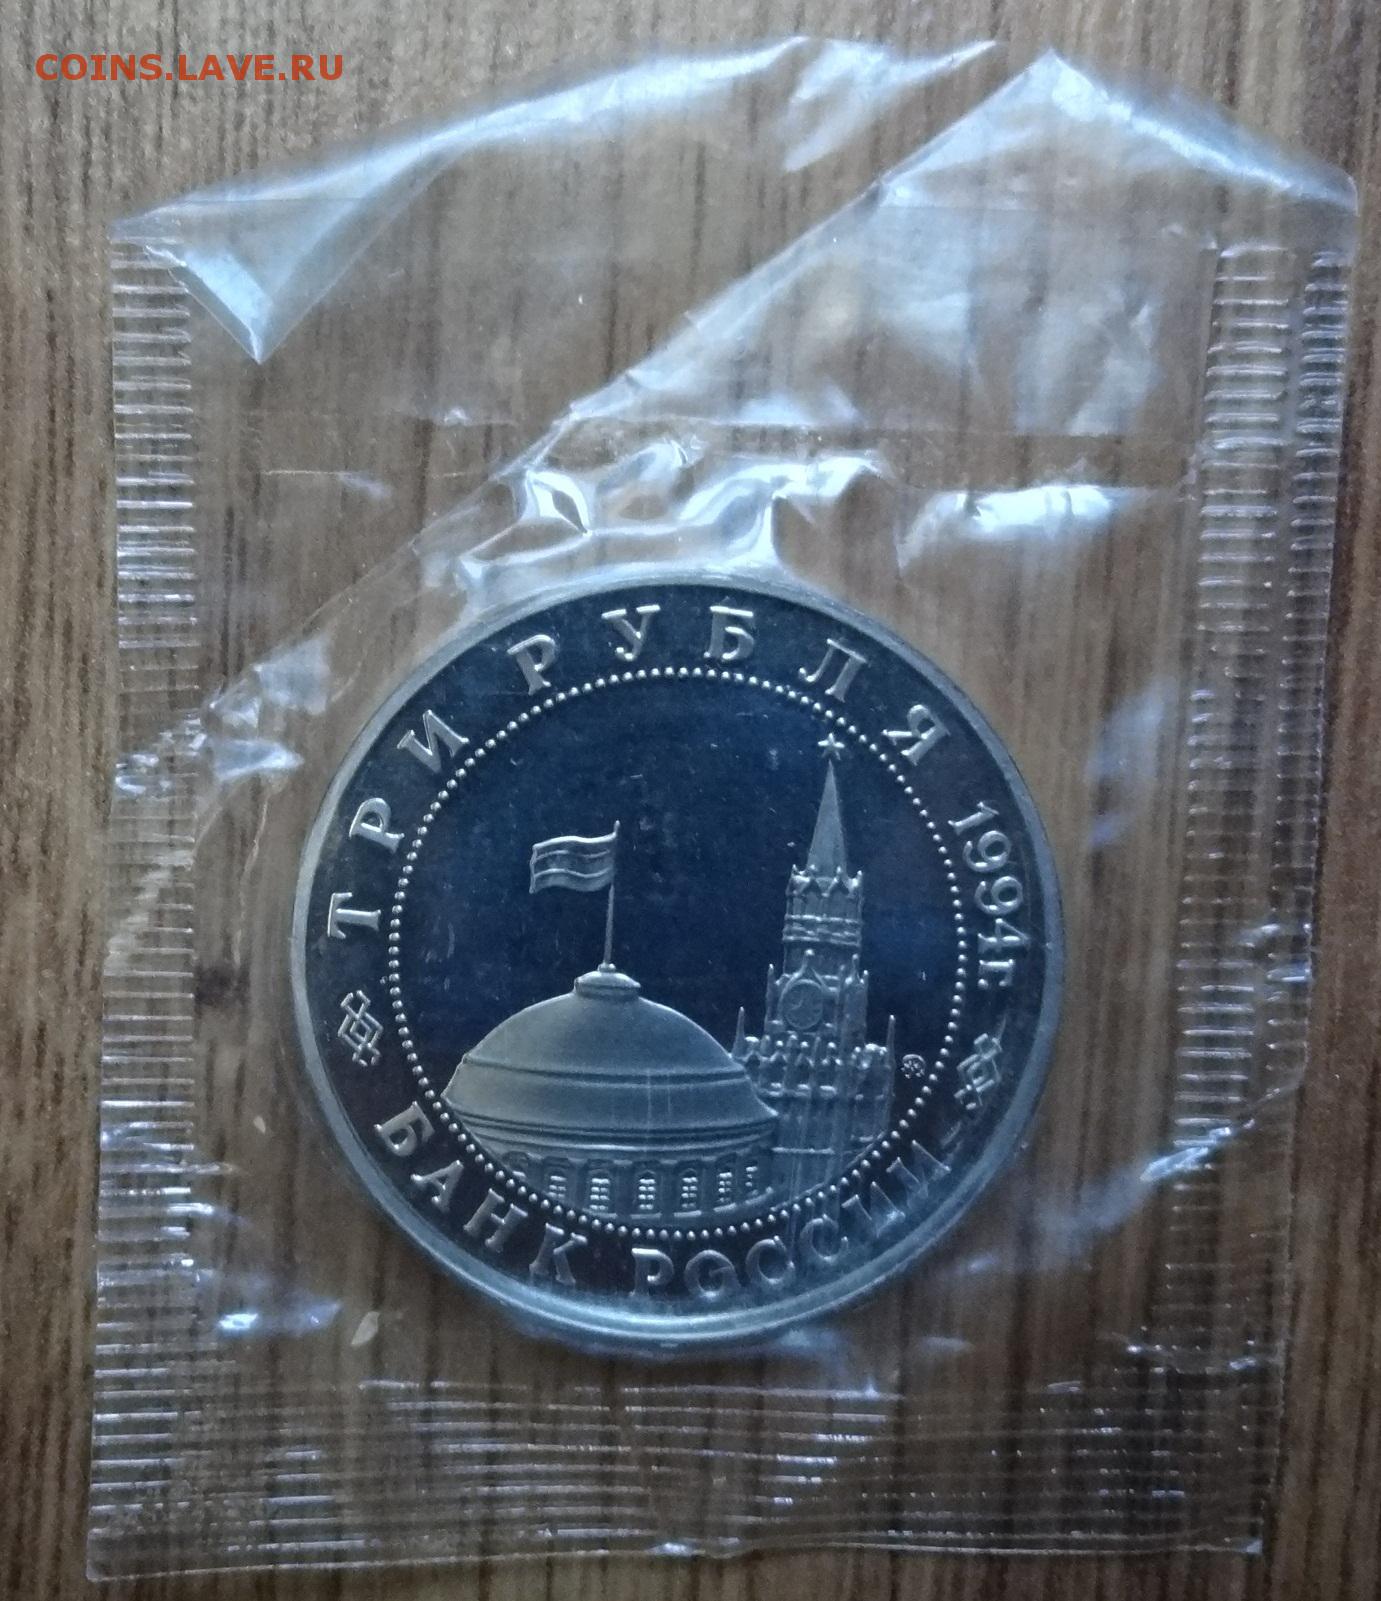 COINS.LAVE.RU
ТРИ РУБЛЯ 1994г.
БАНК РОССИИ